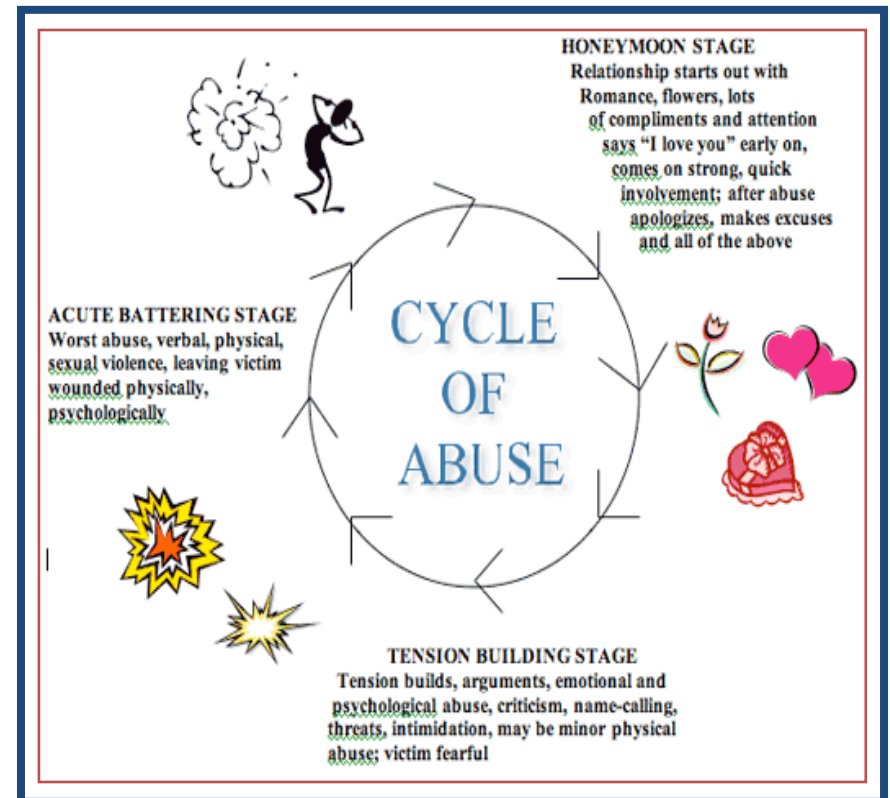 HONEYMOON STAGE
Relationship starts out with
Romance, flowers, lots
of compliments and attention
says “I love you” early on,
comes on strong, quick
involvement; after abuse
apologizes, makes excuses
and all of the above
ACUTE BATTERING STAGE
Worst abuse, verbal, physical,
sexual violence, leaving victim
wounded physically,
psychologically
CYCLE
OF
ABUSE
TENSION BUILDING STAGE
Tension builds, arguments, emotional and
psychological abuse, criticism, name-calling,
threats, intimidation, may be minor physical
abuse; victim fearful